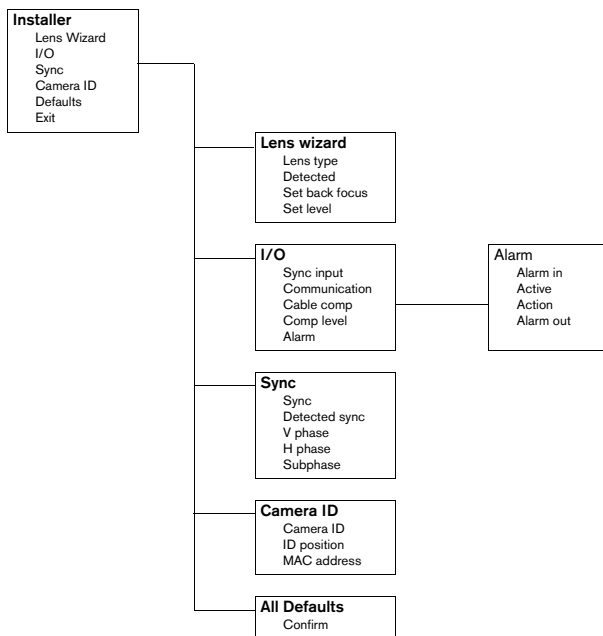 Installer
Lens Wizard
I/O
Sync
Camera ID
Defaults
Exit
Lens wizard
Lens type
Detected
Set back focus
Set level
I/O
Sync input
Communication
Cable comp
Comp level
Alarm
Alarm
Alarm in
Active
Action
Alarm out
Sync
Sync
Detected sync
V phase
H phase
Subphase
Camera ID
Camera ID
ID position
MAC address
All Defaults
Confirm